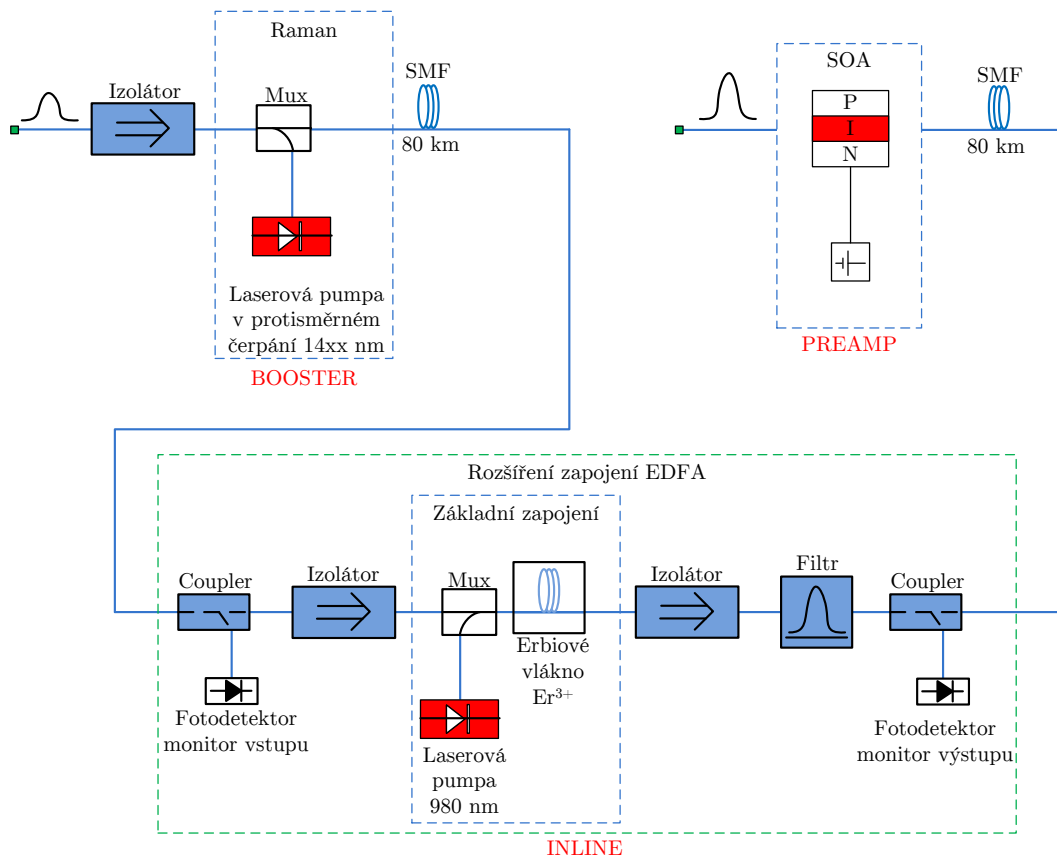 Raman
Izolátor
Mux
SMF
80 km
Laserová pumpa
v protisměrném
čerpání 14xx nm
BOOSTER
SOA
P
I
N
SMF
80 km
PREAMP
Rozšíření zapojení EDFA
Základní zapojení
Coupler
Izolátor
Mux
Erbiové
vlákno
Er³⁺
Izolátor
Filtr
Coupler
Fotodetektor
monitor vstupu
Laserová
pumpa
980 nm
Fotodetektor
monitor výstupu
INLINE